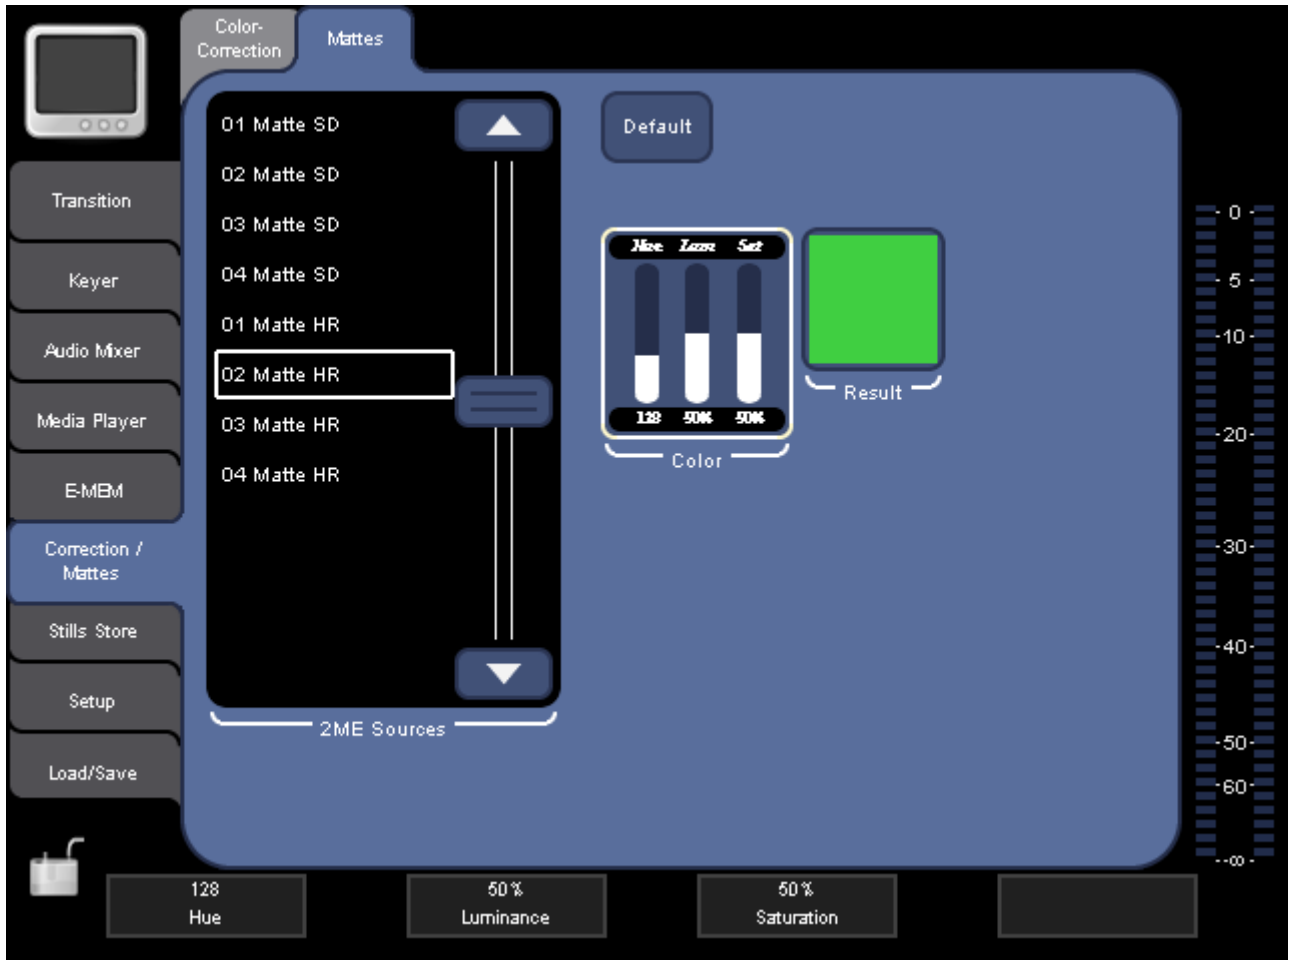 Color-
Correction
Mattes
01 Matte SD
02 Matte SD
03 Matte SD
04 Matte SD
01 Matte HR
02 Matte HR
03 Matte HR
04 Matte HR
2ME Sources
Default
Hue Lum Sat
128 50% 50%
Color
Result
Transition
Keyer
Audio Mixer
Media Player
E-MEM
Correction /
Mattes
Stills Store
Setup
Load/Save
- 0 -
- 5 -
-10-
-20-
-30-
-40-
-50-
-60-
--∞ -
128
Hue
50%
Luminance
50%
Saturation